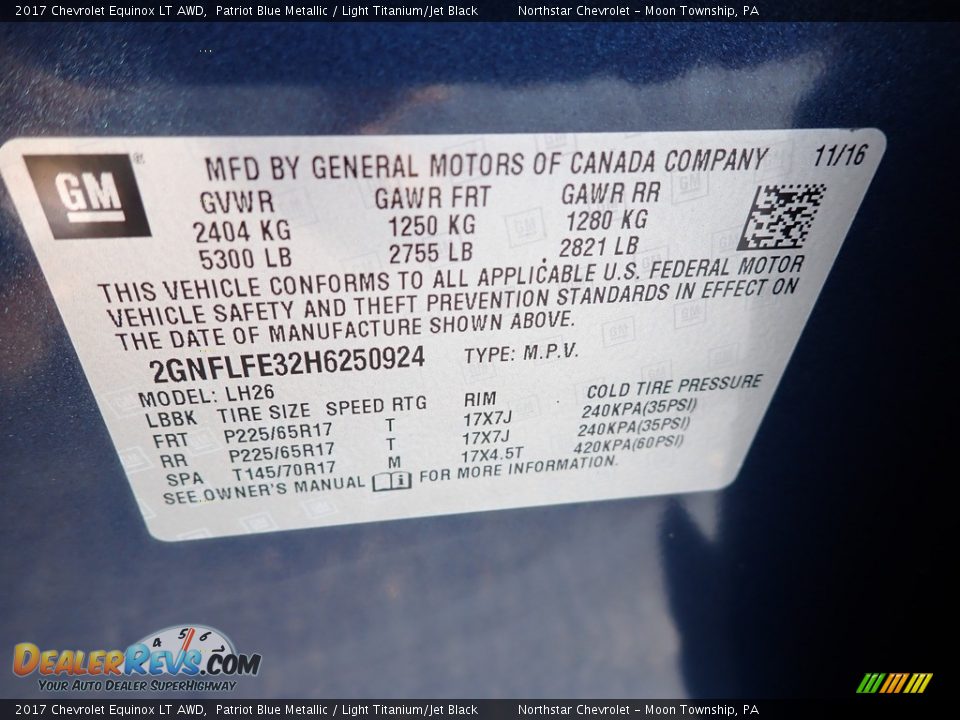 2017 Chevrolet Equinox LT AWD, Patriot Blue Metallic / Light Titanium/Jet Black Northstar Chevrolet - Moon Township, PA
GM ® MFD BY GENERAL MOTORS OF CANADA COMPANY 11/16
GVWR GAWR FRT GAWR RR
2404 KG 1250 KG 1280 KG
5300 LB 2755 LB 2821 LB
THIS VEHICLE CONFORMS TO ALL APPLICABLE U.S. FEDERAL MOTOR
VEHICLE SAFETY AND THEFT PREVENTION STANDARDS IN EFFECT ON
THE DATE OF MANUFACTURE SHOWN ABOVE.
2GNFLFE32H6250924 TYPE: M.P.V.
MODEL: LH26
LBBK TIRE SIZE SPEED RTG RIM COLD TIRE PRESSURE
FRT P225/65R17 T 17X7J 240KPA(35PSI)
RR P225/65R17 T 17X7J 240KPA(35PSI)
SPA T145/70R17 M 17X4.5T 420KPA(60PSI)
SEE OWNER'S MANUAL i FOR MORE INFORMATION.
4 5 6
DEALERREVS.COM
YOUR AUTO DEALER SUPERHIGHWAY
2017 Chevrolet Equinox LT AWD, Patriot Blue Metallic / Light Titanium/Jet Black Northstar Chevrolet - Moon Township, PA